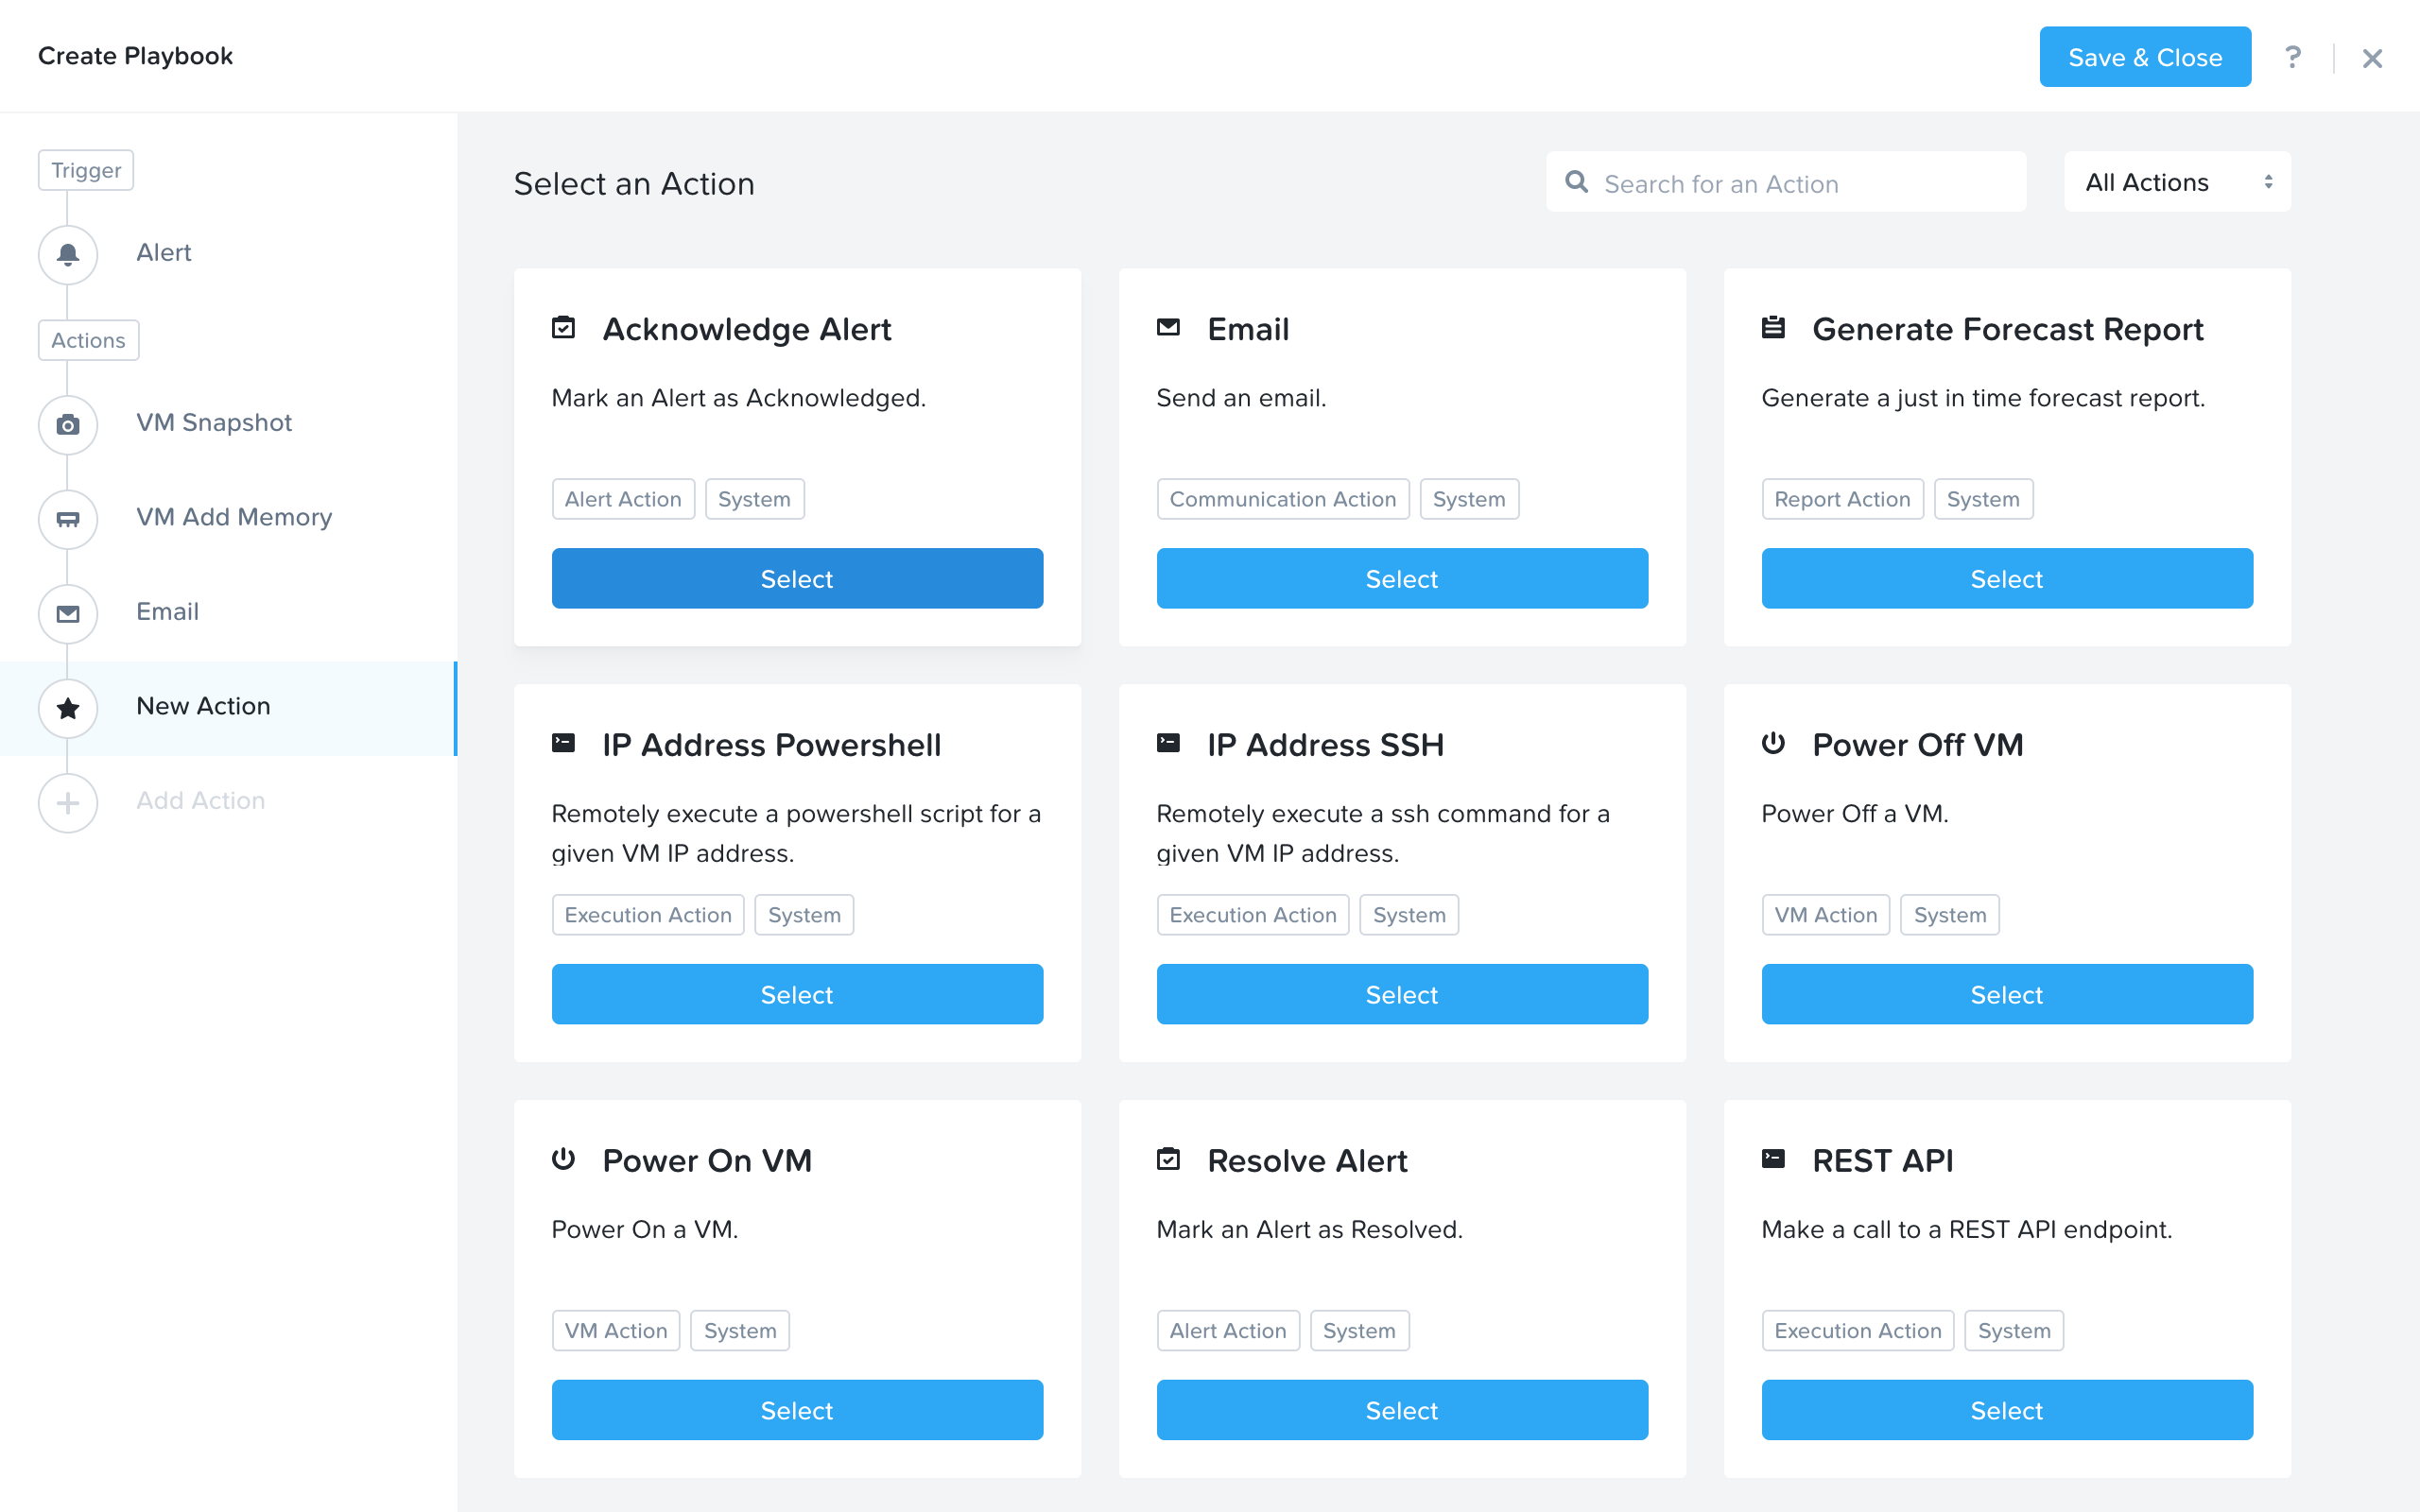 Create Playbook
Save & Close
?
Trigger
Alert
Actions
VM Snapshot
VM Add Memory
Email
New Action
Add Action
Select an Action
Search for an Action
All Actions
Acknowledge Alert
Mark an Alert as Acknowledged.
Alert Action
System
Select
Email
Send an email.
Communication Action
System
Select
Generate Forecast Report
Generate a just in time forecast report.
Report Action
System
Select
IP Address Powershell
Remotely execute a powershell script for a
given VM IP address.
Execution Action
System
Select
IP Address SSH
Remotely execute a ssh command for a
given VM IP address.
Execution Action
System
Select
Power Off VM
Power Off a VM.
VM Action
System
Select
Power On VM
Power On a VM.
VM Action
System
Select
Resolve Alert
Mark an Alert as Resolved.
Alert Action
System
Select
REST API
Make a call to a REST API endpoint.
Execution Action
System
Select